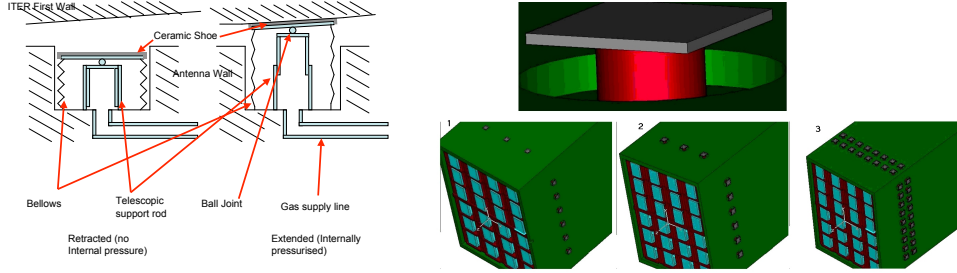 ITER First Wall
Ceramic Shoe
Antenna Wall
Bellows
Telescopic
support rod
Ball Joint
Gas supply line
Retracted (no
Internal pressure)
Extended (Internally
pressurised)
1
2
3